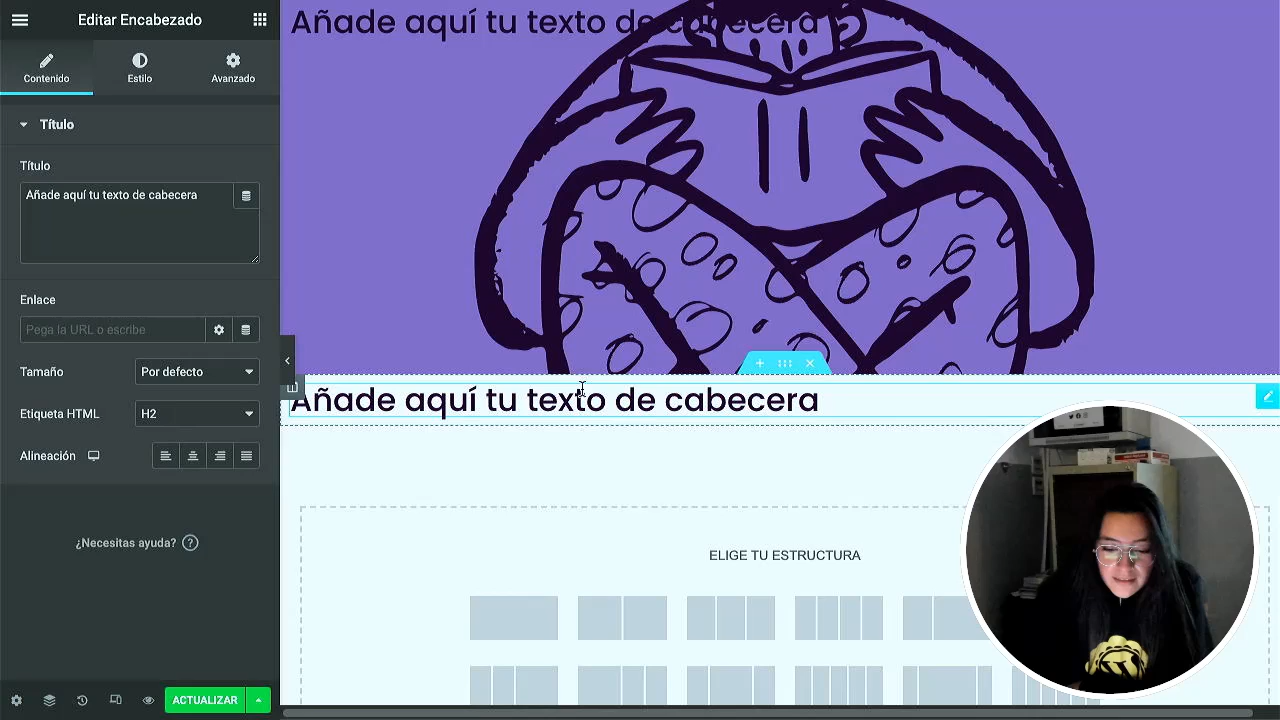 Editar Encabezado
Contenido
Estilo
Avanzado
Título
Título
Añade aquí tu texto de cabecera
Enlace
Pega la URL o escribe
Tamaño
Por defecto
Etiqueta HTML
H2
Alineación
¿Necesitas ayuda? ?
ACTUALIZAR
Añade aquí tu texto de cabecera
Añade aquí tu texto de cabecera
ELIGE TU ESTRUCTURA